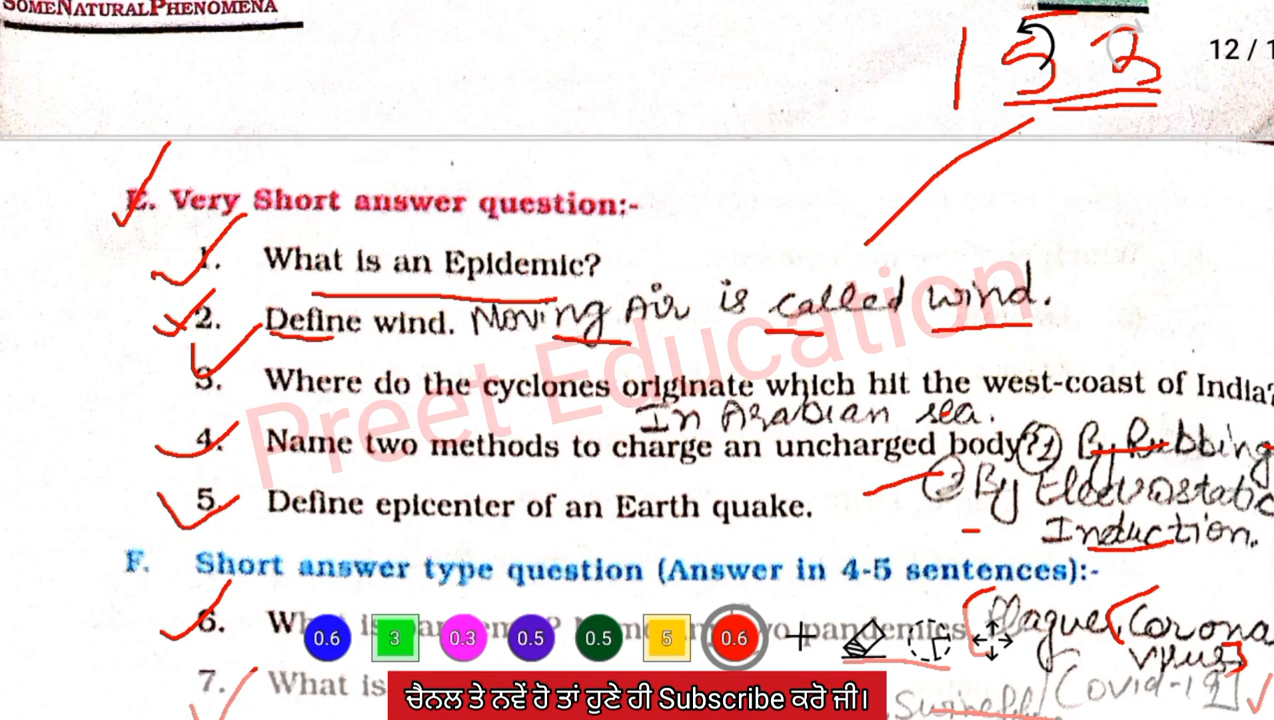 SOME NATURAL PHENOMENA
152
12 / 1
E. Very Short answer question:-
1. What is an Epidemic?
2. Define wind. Moving Air is called wind.
3. Where do the cyclones originate which hit the west-coast of India?
In Arabian sea.
4. Name two methods to charge an uncharged body? 1) By Rubbing
2 By Electrostatic
5. Define epicenter of an Earth quake.
Induction.
F. Short answer type question (Answer in 4-5 sentences):-
6. pandemics Plague, Corona
virus
0.6 3 0.3 0.5 0.5 5 0.6
7. What is
Covid-19
ਚੈਨਲ ਤੇ ਨਵੇਂ ਹੋ ਤਾਂ ਹੁਣੇ ਹੀ Subscribe ਕਰੋ ਜੀ।
Preet Education